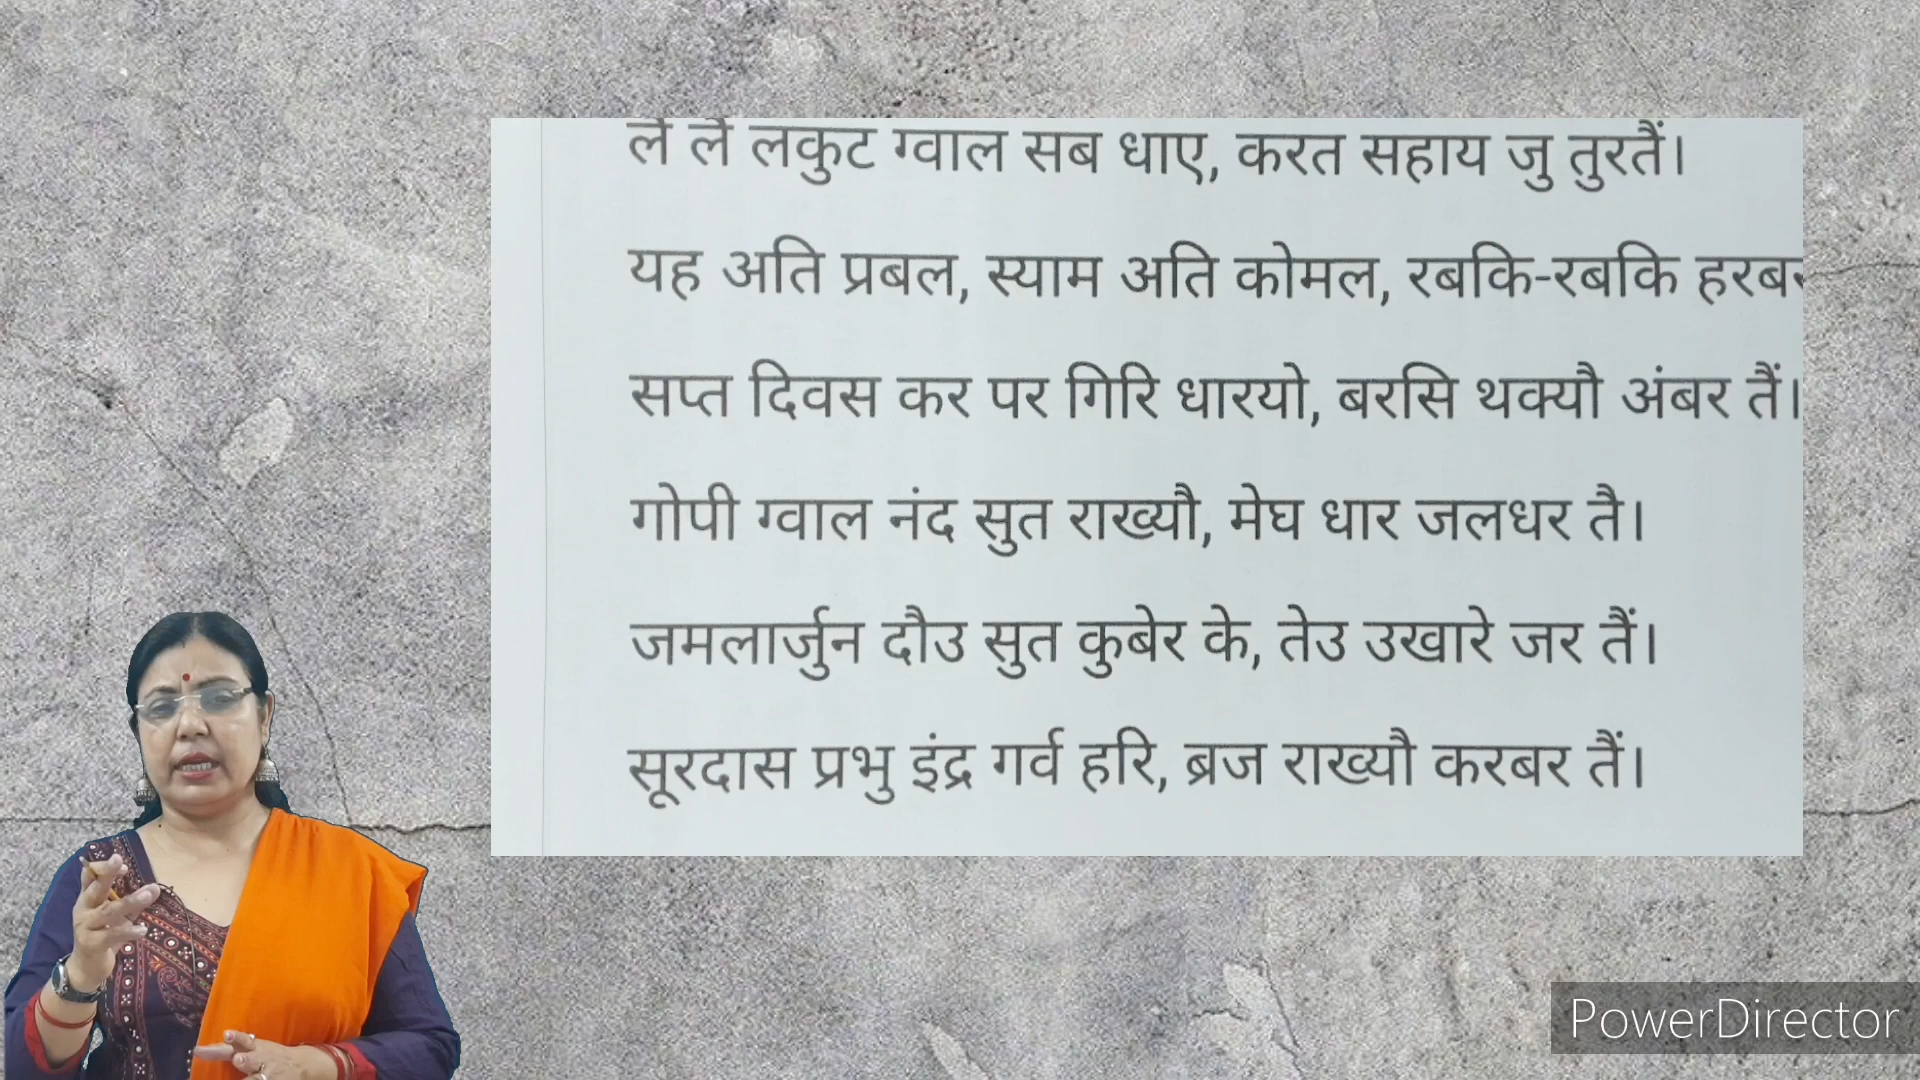 लै लै लकुट ग्वाल सब धाए, करत सहाय जु तुरतैं।
यह अति प्रबल, स्याम अति कोमल, रबकि-रबकि
सप्त दिवस कर पर गिरि धारयो, बरसि थक्यौ अंबर तैं।
गोपी ग्वाल नंद सुत राख्यौ, मेघ धार जलधर तै।
जमलार्जुन दौउ सुत कुबेर के, तेउ उखारे जर तैं।
सूरदास प्रभु इंद्र गर्व हरि, ब्रज राख्यौ करबर तैं।
PowerDirector